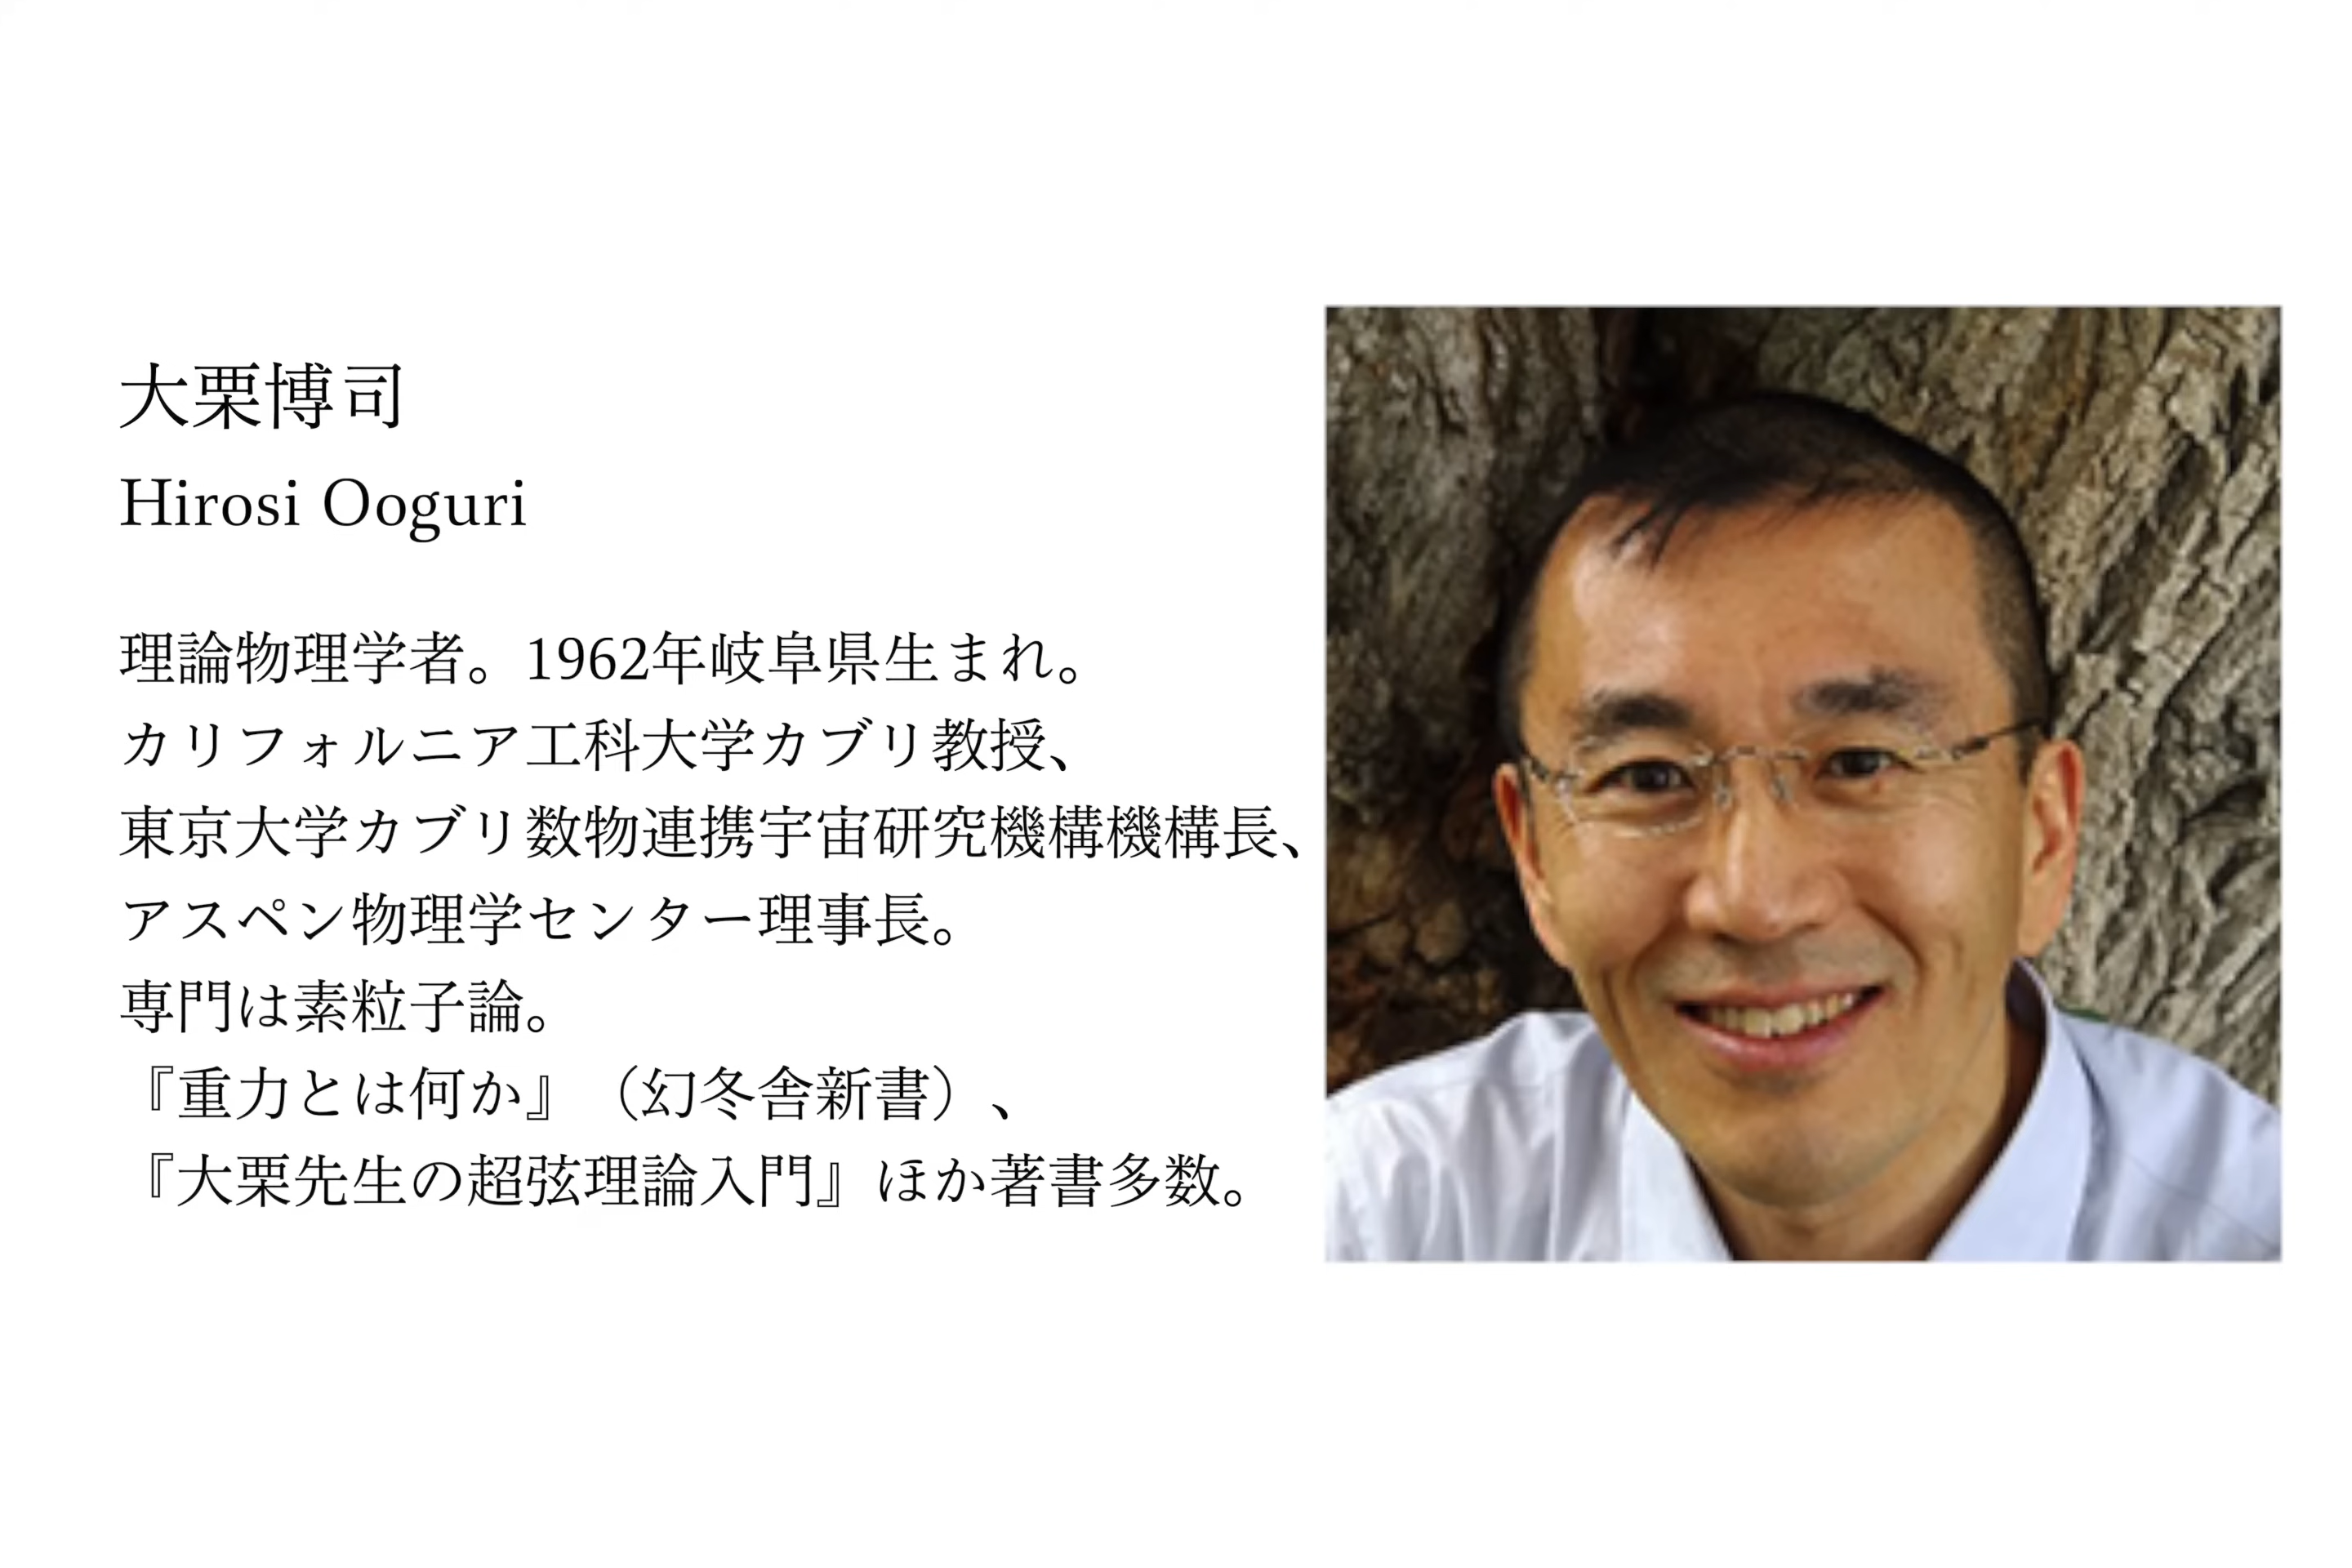 大栗博司
Hirosi Ooguri
理論物理学者。1962年岐阜県生まれ。
カリフォルニア工科大学カブリ教授、
東京大学カブリ数物連携宇宙研究機構機構長、
アスペン物理学センター理事長。
専門は素粒子論。
『重力とは何か』（幻冬舎新書）、
『大栗先生の超弦理論入門』ほか著書多数。